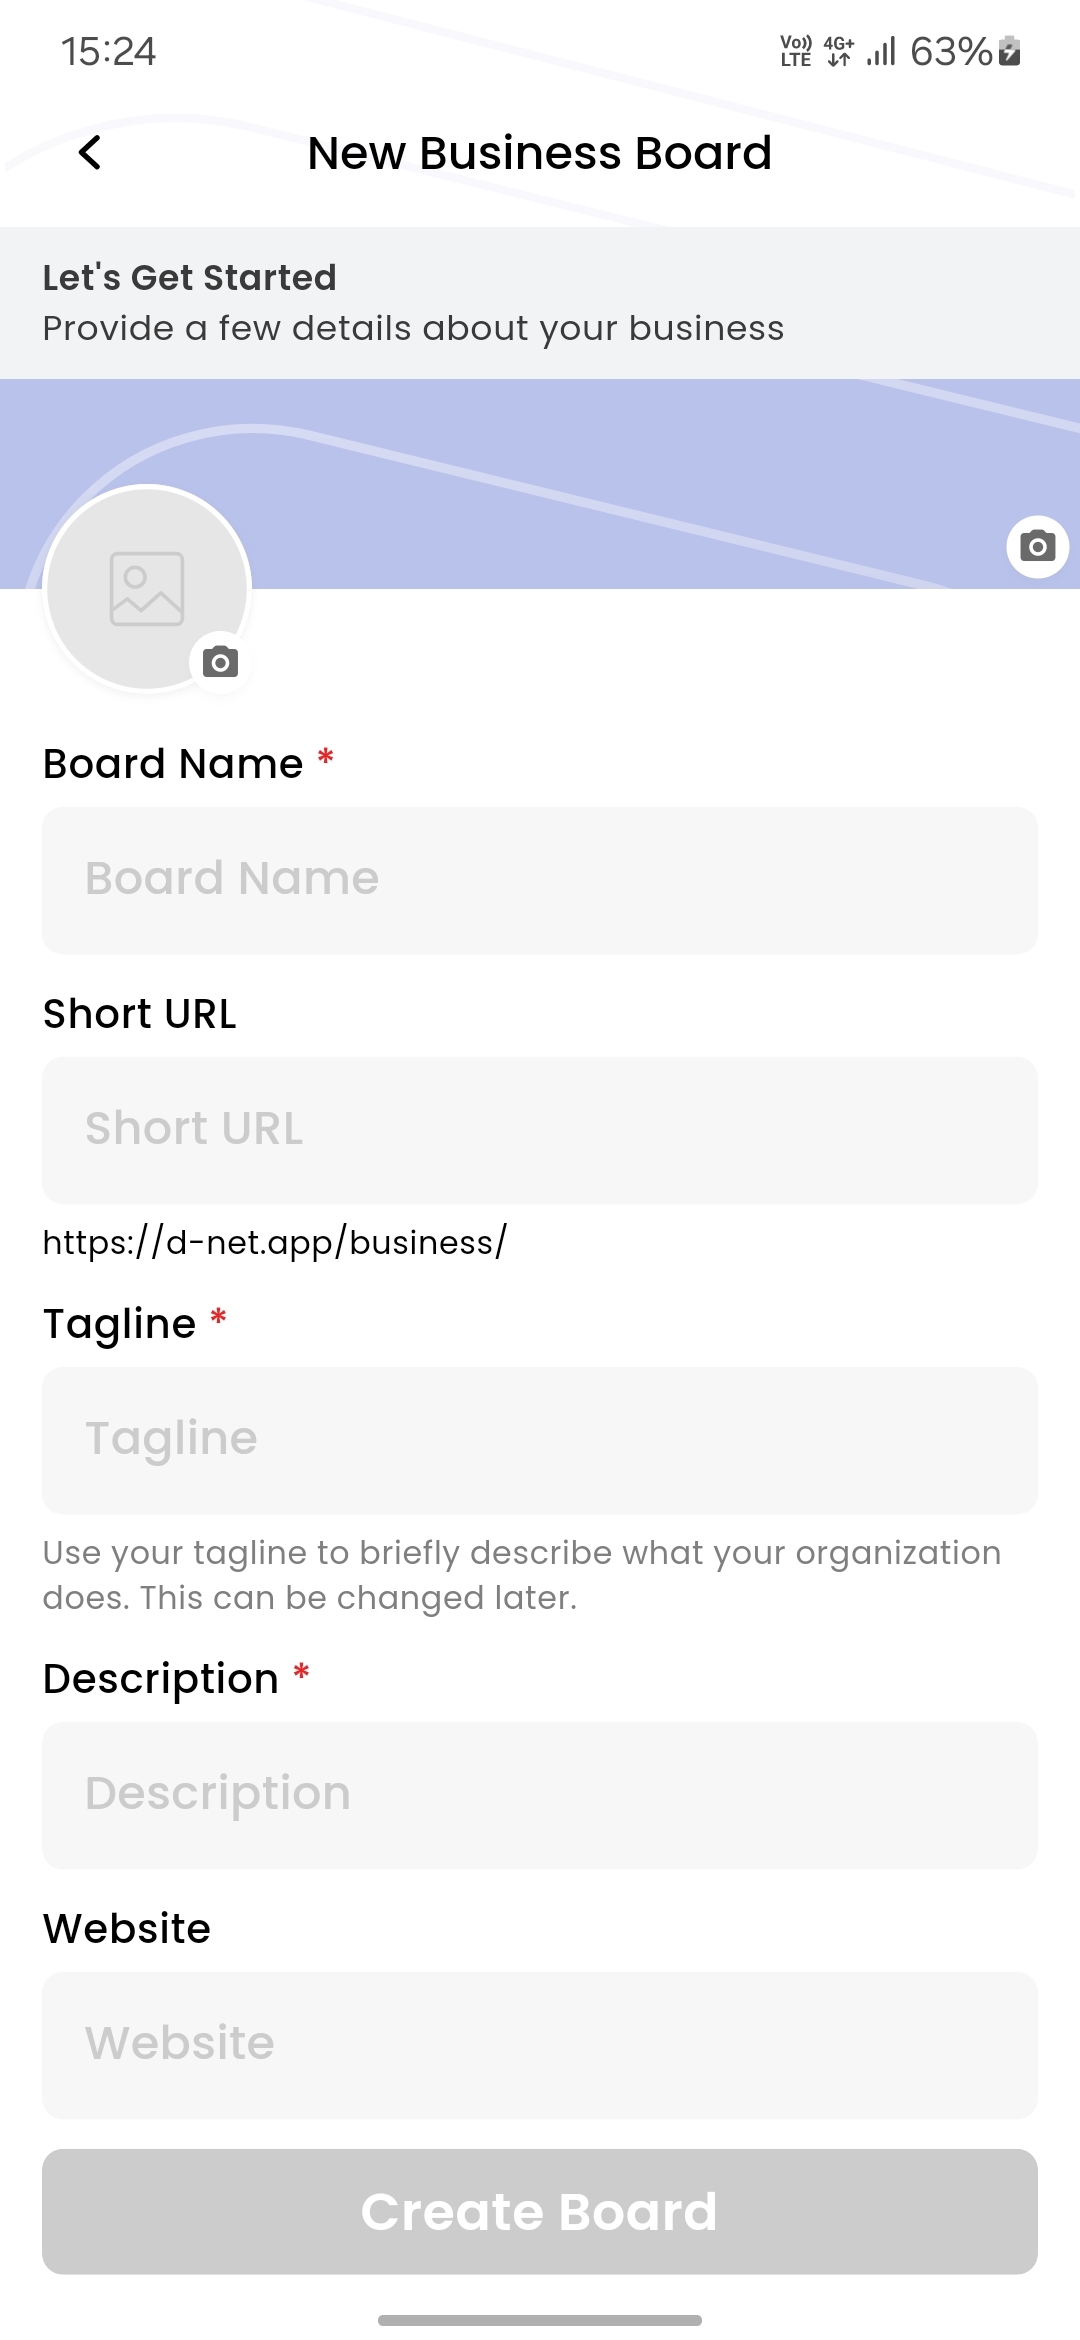 15:24
Vo)) LTE 4G+ 63%
New Business Board
Let's Get Started
Provide a few details about your business
Board Name *
Board Name
Short URL
Short URL
https://d-net.app/business/
Tagline *
Tagline
Use your tagline to briefly describe what your organization
does. This can be changed later.
Description *
Description
Website
Website
Create Board